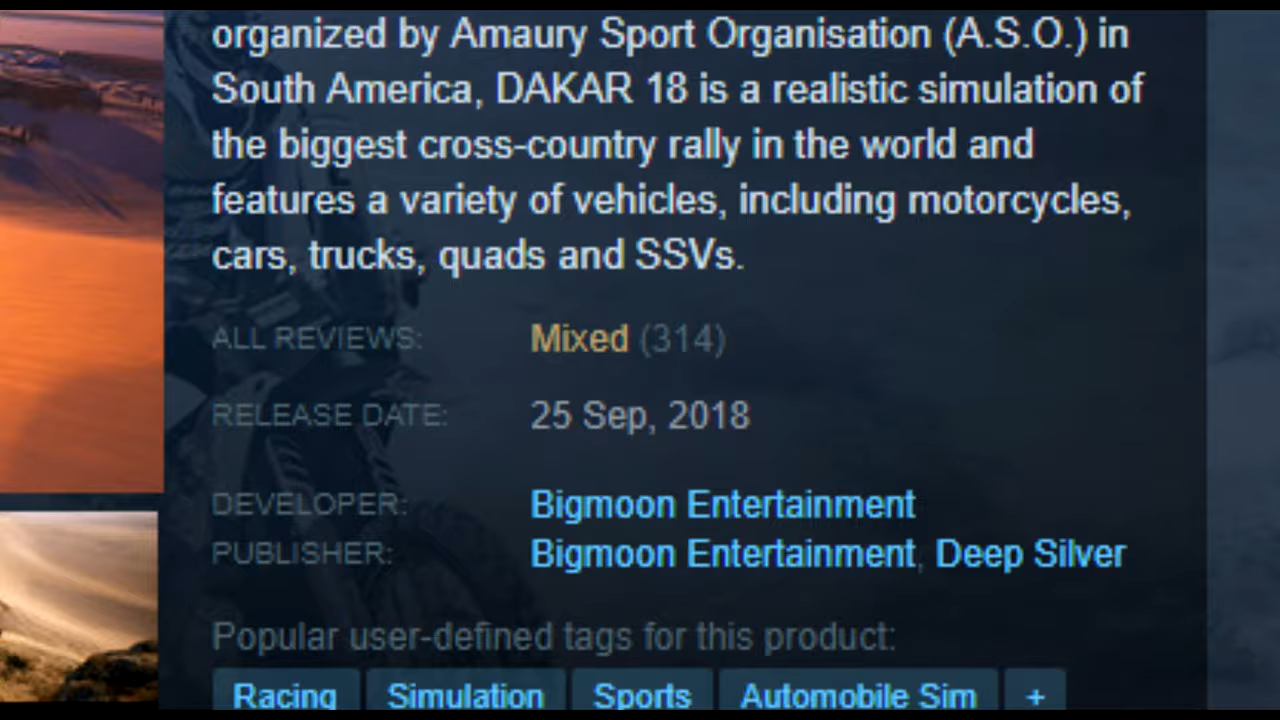 organized by Amaury Sport Organisation (A.S.O.) in
South America, DAKAR 18 is a realistic simulation of
the biggest cross-country rally in the world and
features a variety of vehicles, including motorcycles,
cars, trucks, quads and SSVs.
ALL REVIEWS: Mixed (314)
RELEASE DATE: 25 Sep, 2018
DEVELOPER: Bigmoon Entertainment
PUBLISHER: Bigmoon Entertainment, Deep Silver
Popular user-defined tags for this product:
Racing Simulation Sports Automobile Sim +